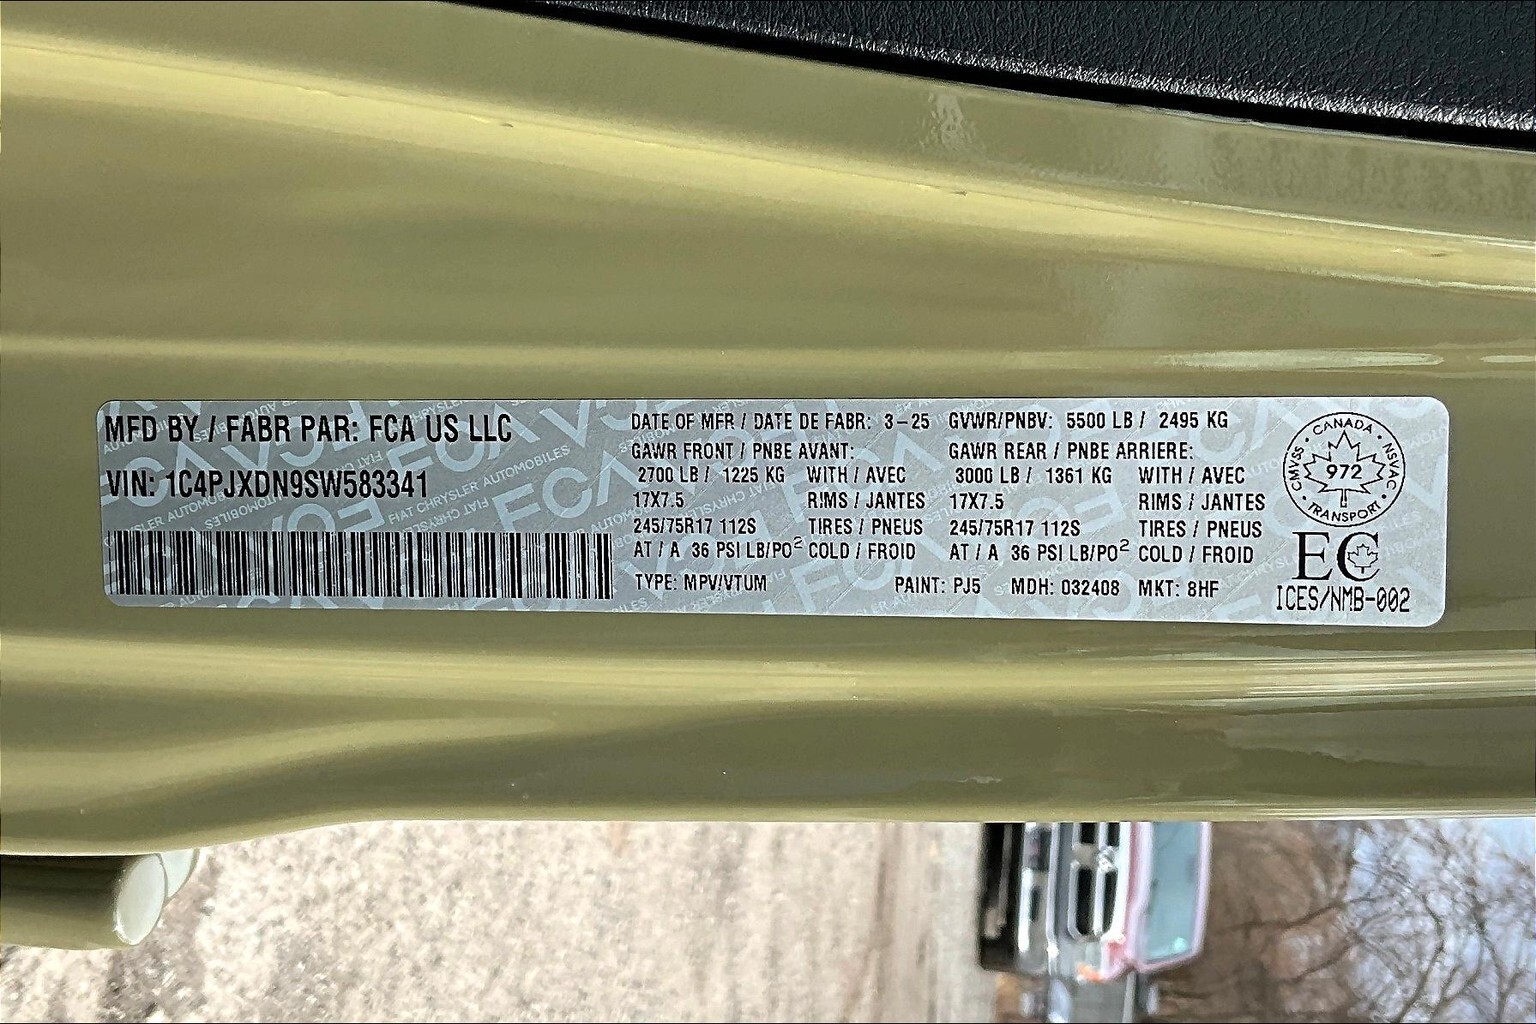 MFD BY / FABR PAR: FCA US LLC
VIN: 1C4PJXDN9SW583341
DATE OF MFR / DATE DE FABR: 3-25 GVWR/PNBV: 5500 LB / 2495 KG
GAWR FRONT / PNBE AVANT: GAWR REAR / PNBE ARRIERE:
2700 LB / 1225 KG WITH / AVEC 3000 LB / 1361 KG WITH / AVEC
17X7.5 RIMS / JANTES 17X7.5 RIMS / JANTES
245/75R17 112S TIRES / PNEUS 245/75R17 112S TIRES / PNEUS
AT / A 36 PSI LB/PO² COLD / FROID AT / A 36 PSI LB/PO² COLD / FROID
TYPE: MPV/VTUM PAINT: PJ5 MDH: 032408 MKT: 8HF
CANADA
CMVSS 972 NSVAC
TRANSPORT
EC
ICES/NMB-002